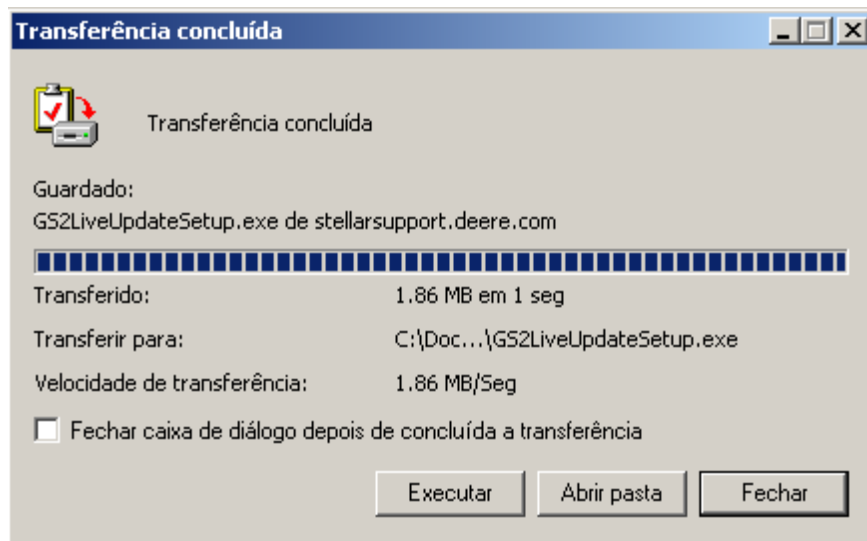 Transferência concluída
Transferência concluída
Guardado:
GS2LiveUpdateSetup.exe de stellarsupport.deere.com
Transferido: 1.86 MB em 1 seg
Transferir para: C:\Doc...\GS2LiveUpdateSetup.exe
Velocidade de transferência: 1.86 MB/Seg
Fechar caixa de diálogo depois de concluída a transferência
Executar Abrir pasta Fechar